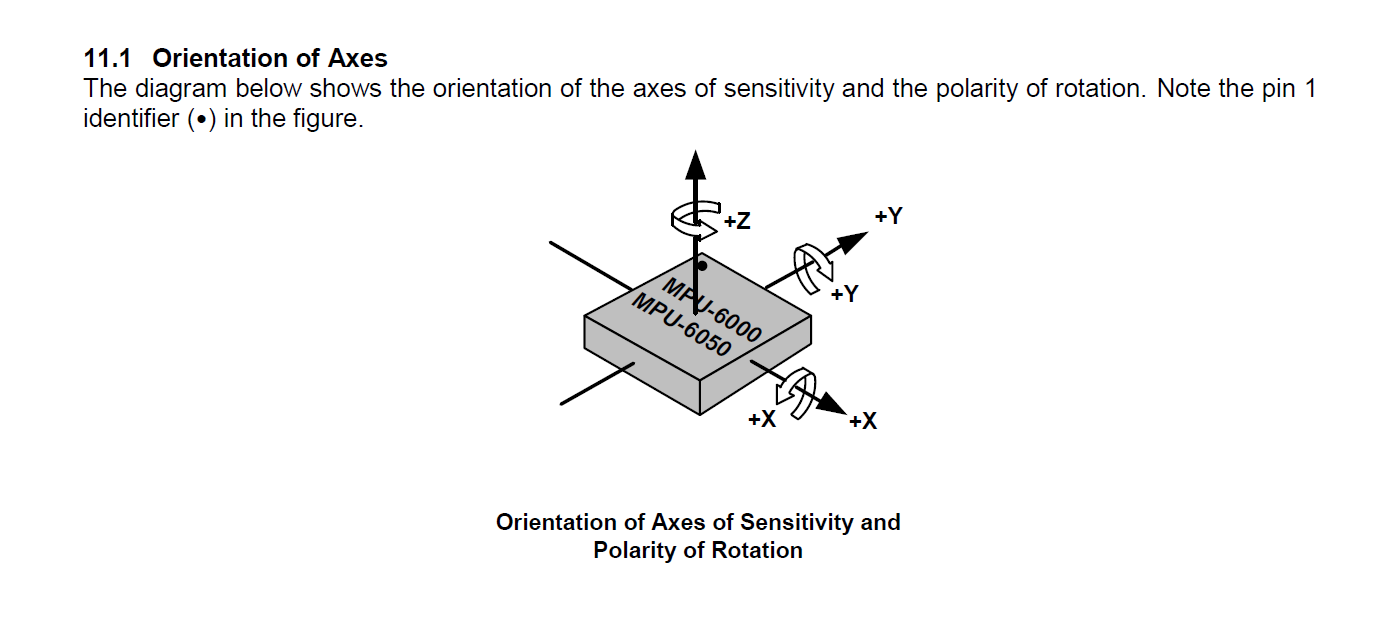 11.1 Orientation of Axes
The diagram below shows the orientation of the axes of sensitivity and the polarity of rotation. Note the pin 1
identifier (•) in the figure.
+Z
+Y
+Y
MPU-6000
MPU-6050
+X
+X
Orientation of Axes of Sensitivity and
Polarity of Rotation